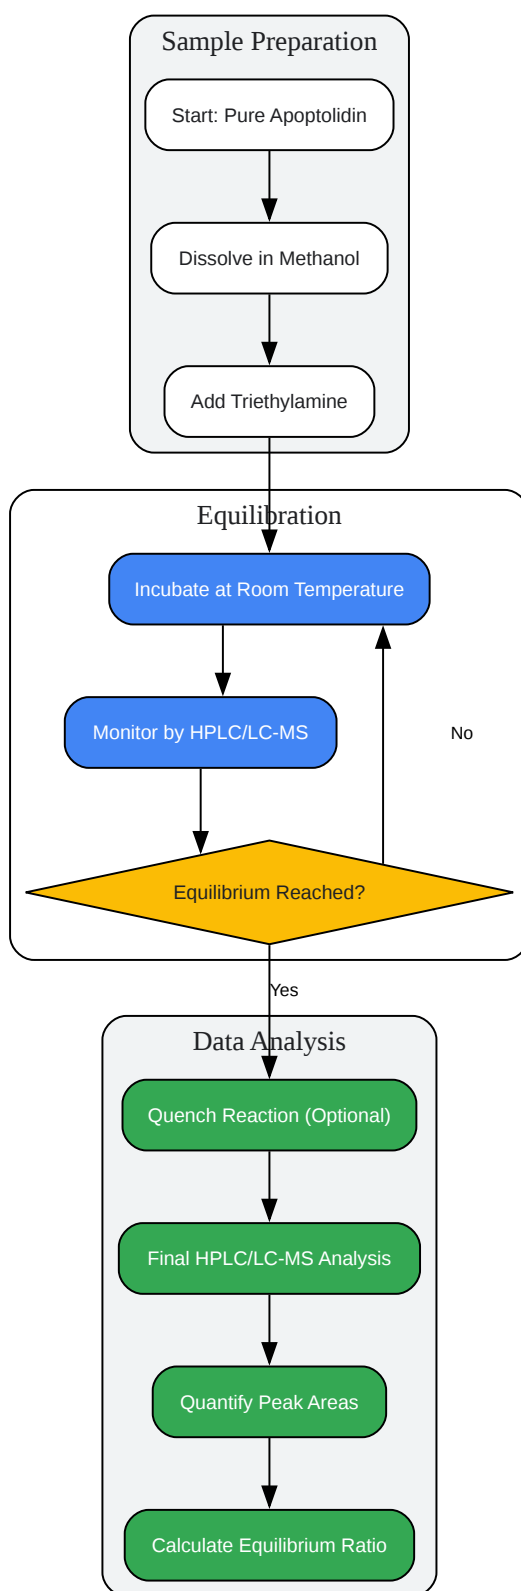 Sample Preparation
Start: Pure Apoptolidin
Dissolve in Methanol
Add Triethylamine
Equilibration
Incubate at Room Temperature
Monitor by HPLC/LC-MS
No
Equilibrium Reached?
Yes
Data Analysis
Quench Reaction (Optional)
Final HPLC/LC-MS Analysis
Quantify Peak Areas
Calculate Equilibrium Ratio